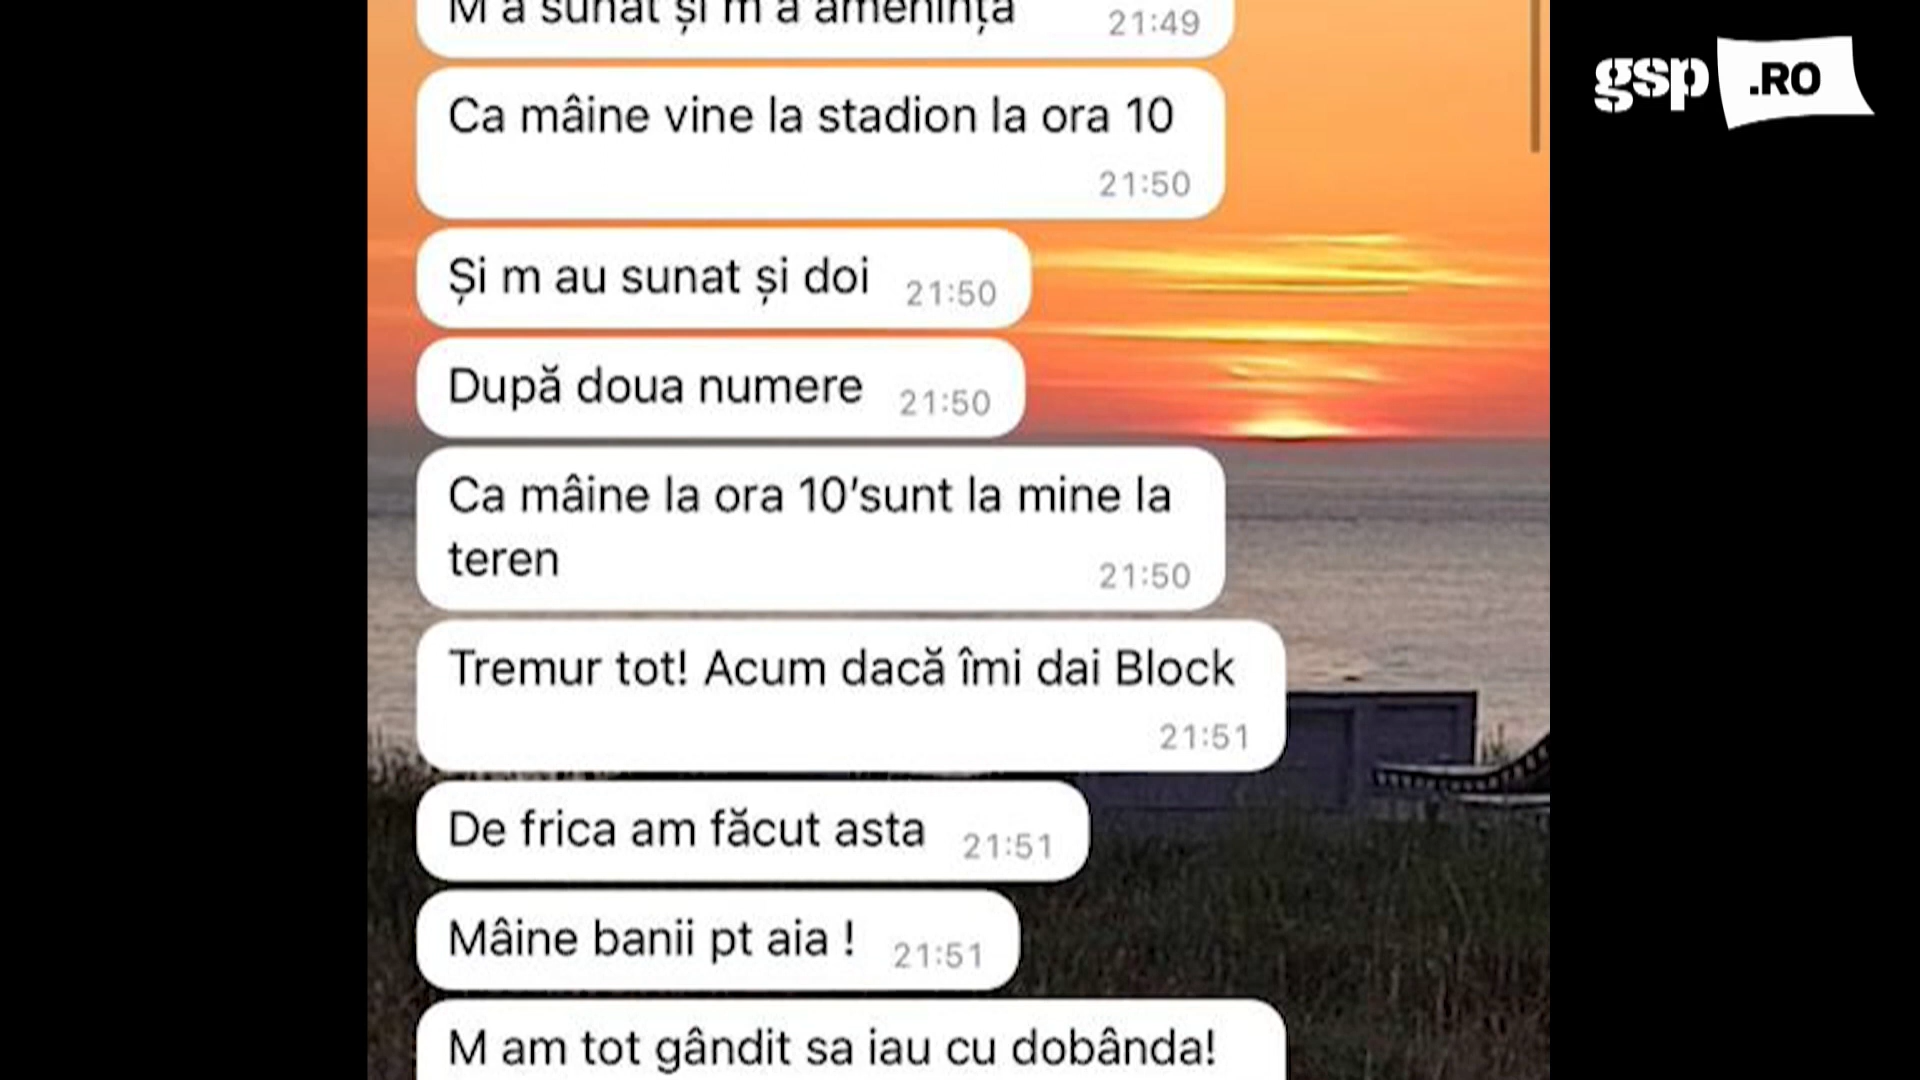 M a sunat și m a amenința
21:49
gsp .RO
Ca mâine vine la stadion la ora 10
21:50
Și m au sunat și doi 21:50
După doua numere 21:50
Ca mâine la ora 10'sunt la mine la
teren
21:50
Tremur tot! Acum dacă îmi dai Block
21:51
De frica am făcut asta 21:51
Mâine banii pt aia ! 21:51
M am tot gândit sa iau cu dobânda!